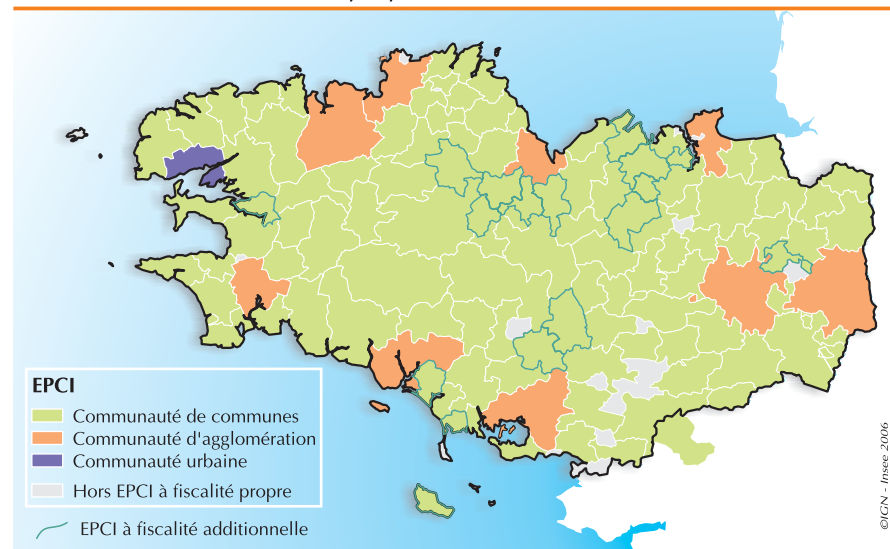 EPCI
Communauté de communes
Communauté d'agglomération
Communauté urbaine
Hors EPCI à fiscalité propre
EPCI à fiscalité additionnelle
©IGN - Insee 2006